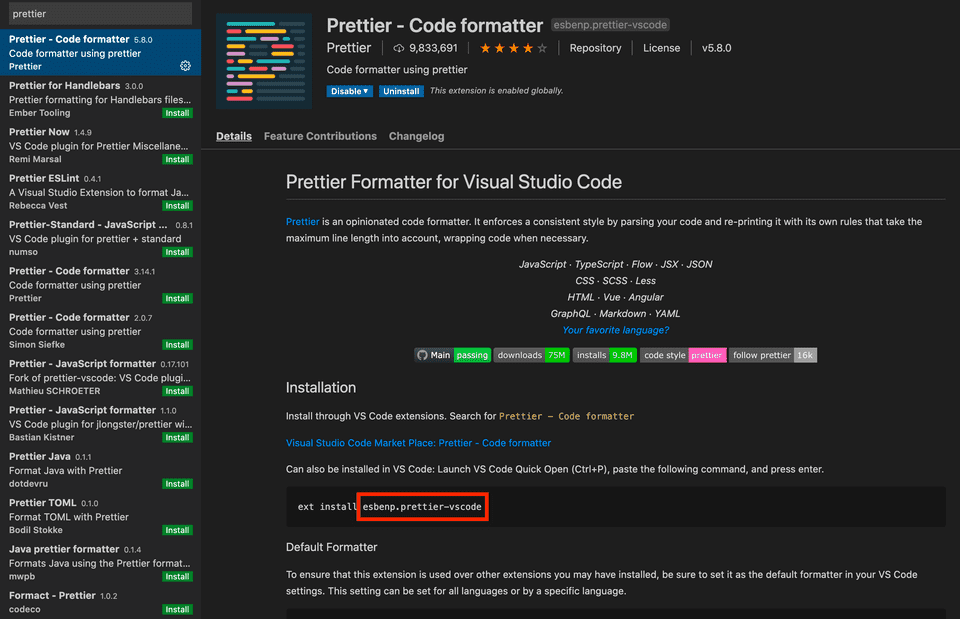 prettier
Prettier - Code formatter 5.8.0
Code formatter using prettier
Prettier
Prettier for Handlebars 3.0.0
Prettier formatting for Handlebars files...
Ember Tooling Install
Prettier Now 1.4.9
VS Code plugin for Prettier Miscellane...
Remi Marsal Install
Prettier ESLint 0.4.1
A Visual Studio Extension to format Ja...
Rebecca Vest Install
Prettier-Standard - JavaScript ... 0.8.1
VS Code plugin for prettier + standard
numso Install
Prettier - Code formatter 3.14.1
Code formatter using prettier
Prettier Install
Prettier - Code formatter 2.0.7
Code formatter using prettier
Simon Siefke Install
Prettier - JavaScript formatter 0.17.101
Fork of prettier-vscode: VS Code plugi...
Mathieu SCHROETER Install
Prettier - JavaScript formatter 1.1.0
VS Code plugin for jlongster/prettier wi...
Bastian Kistner Install
Prettier Java 0.1.1
Format Java with Prettier
dotdevru Install
Prettier TOML 0.1.0
Format TOML with Prettier
Bodil Stokke Install
Java prettier formatter 0.1.4
Formats Java using the Prettier format...
mwpb Install
Formact - Prettier 1.0.2
codeco Install
Prettier - Code formatter esbenp.prettier-vscode
Prettier 9,833,691 Repository License v5.8.0
Code formatter using prettier
Disable Uninstall This extension is enabled globally.
Details Feature Contributions Changelog
Prettier Formatter for Visual Studio Code
Prettier is an opinionated code formatter. It enforces a consistent style by parsing your code and re-printing it with its own rules that take the
maximum line length into account, wrapping code when necessary.
JavaScript · TypeScript · Flow · JSX · JSON
CSS · SCSS · Less
HTML · Vue · Angular
GraphQL · Markdown · YAML
Your favorite language?
Main passing downloads 75M installs 9.8M code style prettier follow prettier 16k
Installation
Install through VS Code extensions. Search for Prettier - Code formatter
Visual Studio Code Market Place: Prettier - Code formatter
Can also be installed in VS Code: Launch VS Code Quick Open (Ctrl+P), paste the following command, and press enter.
ext install esbenp.prettier-vscode
Default Formatter
To ensure that this extension is used over other extensions you may have installed, be sure to set it as the default formatter in your VS Code
settings. This setting can be set for all languages or by a specific language.